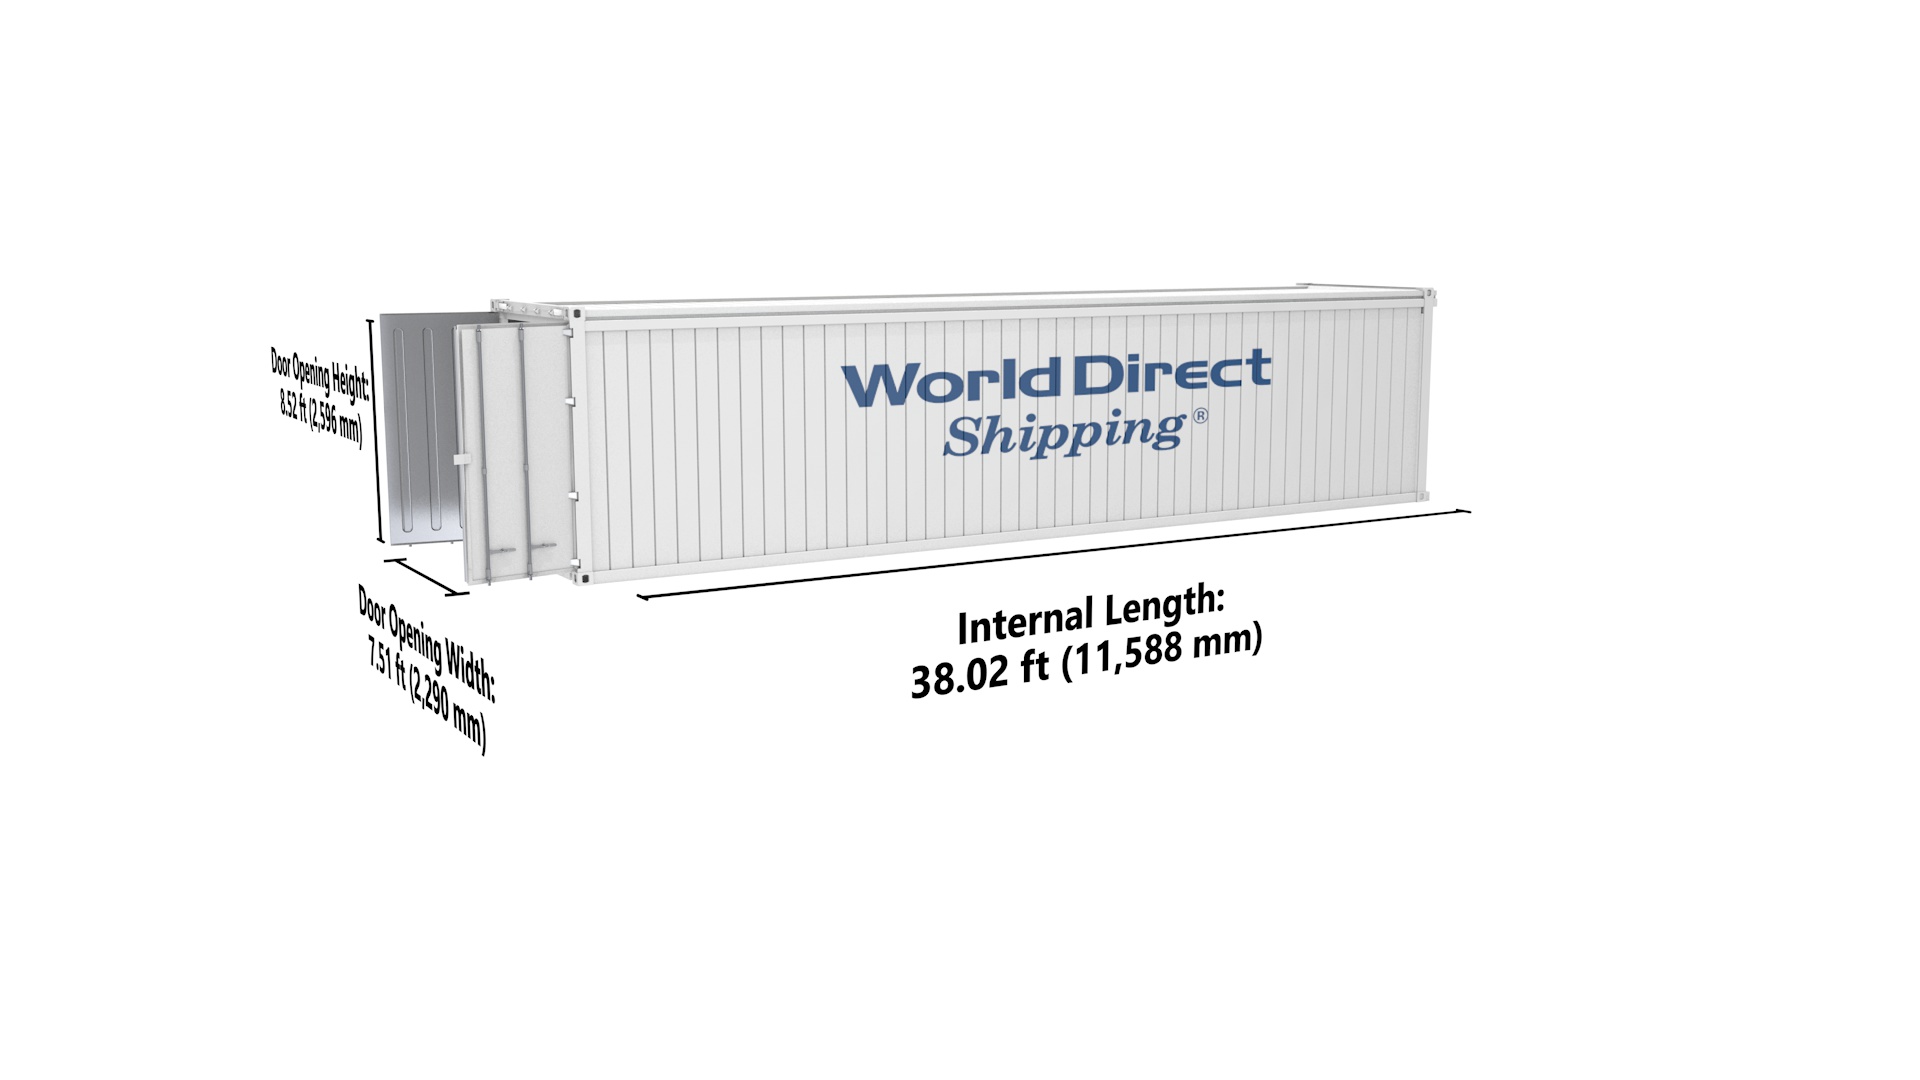 World Direct
Shipping®
Door Opening Height:
8.52 ft (2,596 mm)
Door Opening Width:
7.51 ft (2,290 mm)
Internal Length:
38.02 ft (11,588 mm)